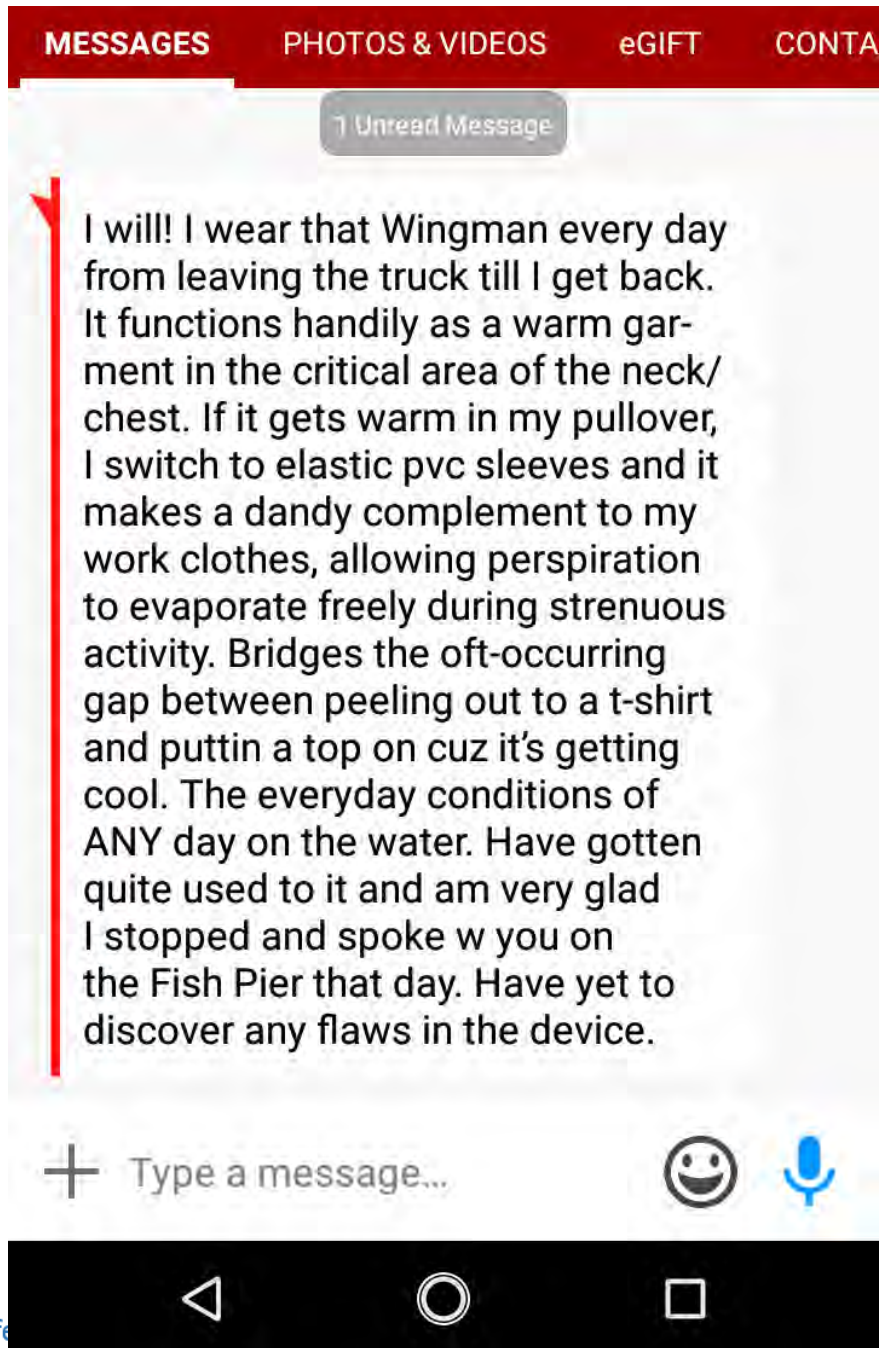 MESSAGES PHOTOS & VIDEOS eGIFT CONTA
1 Unread Message
I will! I wear that Wingman every day
from leaving the truck till I get back.
It functions handily as a warm gar-
ment in the critical area of the neck/
chest. If it gets warm in my pullover,
I switch to elastic pvc sleeves and it
makes a dandy complement to my
work clothes, allowing perspiration
to evaporate freely during strenuous
activity. Bridges the oft-occurring
gap between peeling out to a t-shirt
and puttin a top on cuz it’s getting
cool. The everyday conditions of
ANY day on the water. Have gotten
quite used to it and am very glad
I stopped and spoke w you on
the Fish Pier that day. Have yet to
discover any flaws in the device.
Type a message...